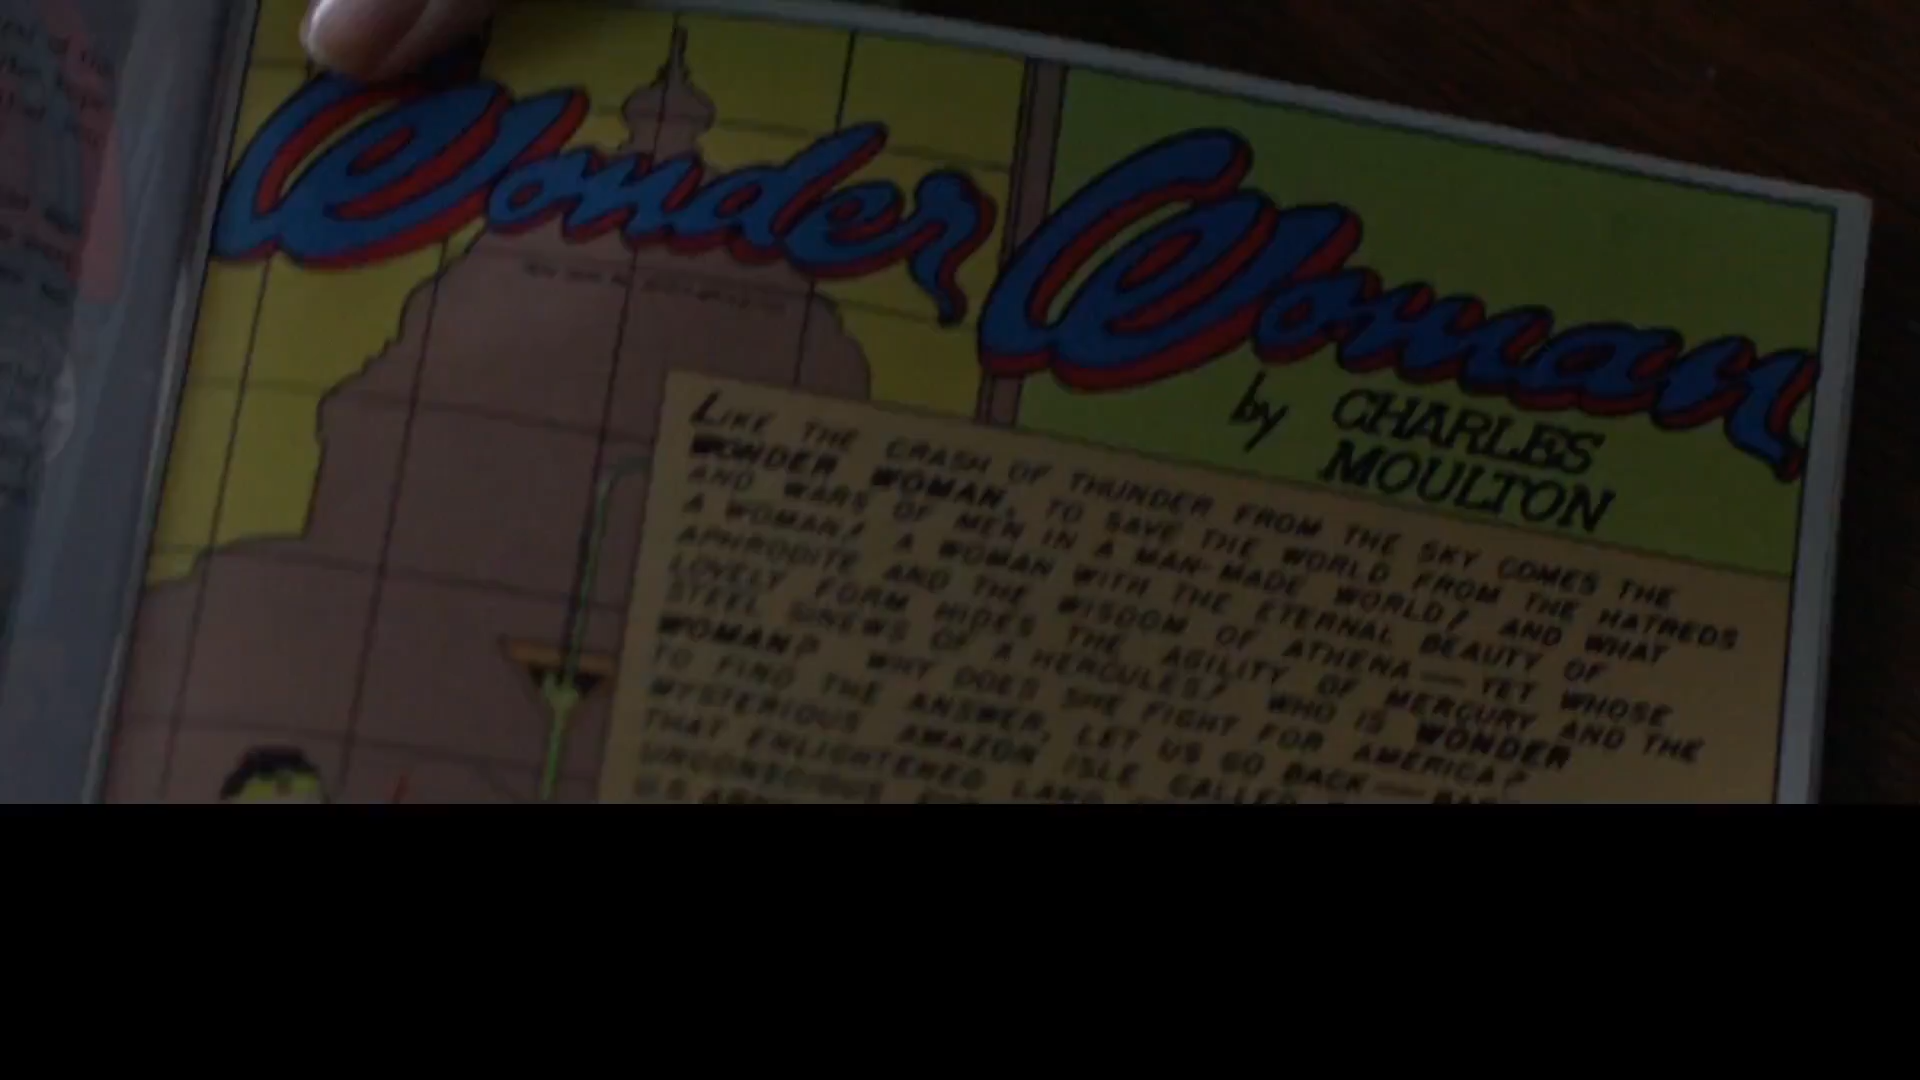 Wonder Woman
by CHARLES
MOULTON
LIKE THE CRASH OF THUNDER FROM THE SKY COMES THE
WONDER WOMAN, TO SAVE THE WORLD FROM THE HATREDS
AND WARS OF MEN IN A MAN-MADE WORLD! AND WHAT
A WOMAN! A WOMAN WITH THE ETERNAL BEAUTY OF
APHRODITE AND THE WISDOM OF ATHENA — YET WHOSE
LOVELY FORM HIDES THE AGILITY OF MERCURY AND THE
STEEL SINEWS OF A HERCULES! WHO IS WONDER
WOMAN? WHY DOES SHE FIGHT FOR AMERICA?
TO FIND THE ANSWER, LET US GO BACK —
MYSTERIOUS AMAZON ISLE CALLED
THAT ENLIGHTENED LAND
UNCONSCIOUS